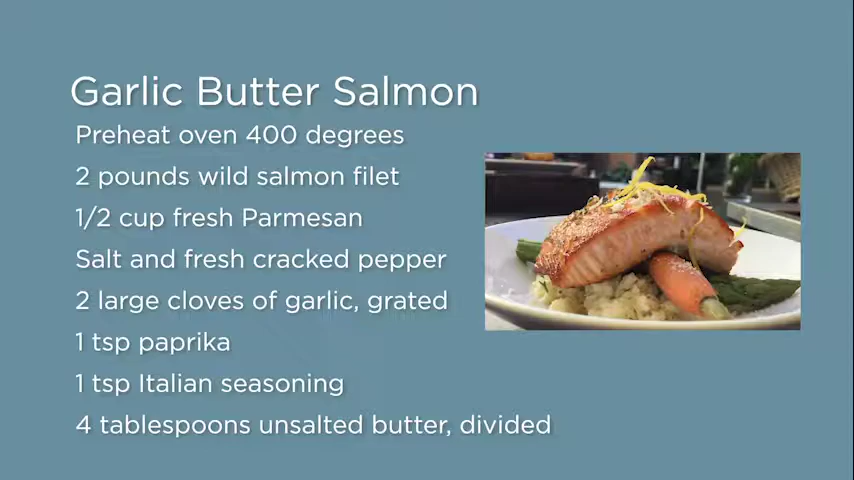 Garlic Butter Salmon
Preheat oven 400 degrees
2 pounds wild salmon filet
1/2 cup fresh Parmesan
Salt and fresh cracked pepper
2 large cloves of garlic, grated
1 tsp paprika
1 tsp Italian seasoning
4 tablespoons unsalted butter, divided